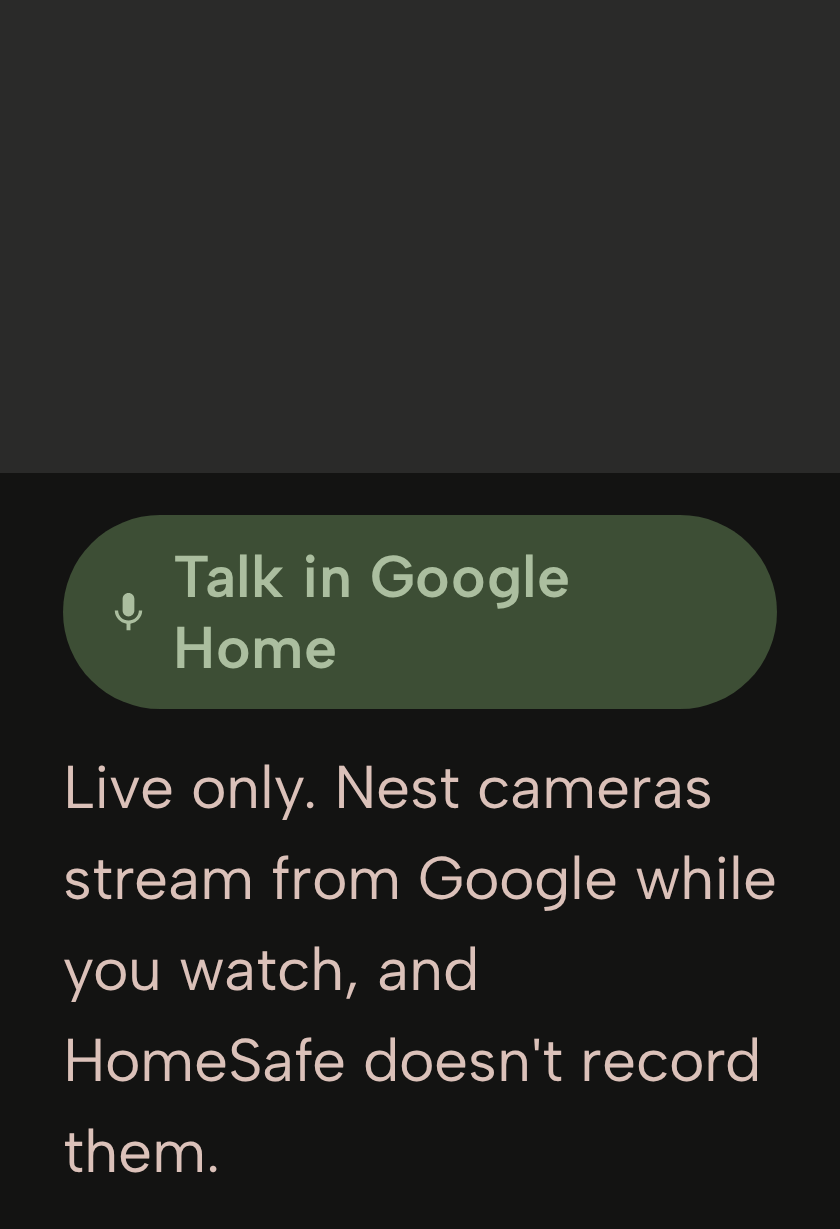 Talk in Google
Home
Live only. Nest cameras
stream from Google while
you watch, and
HomeSafe doesn't record
them.